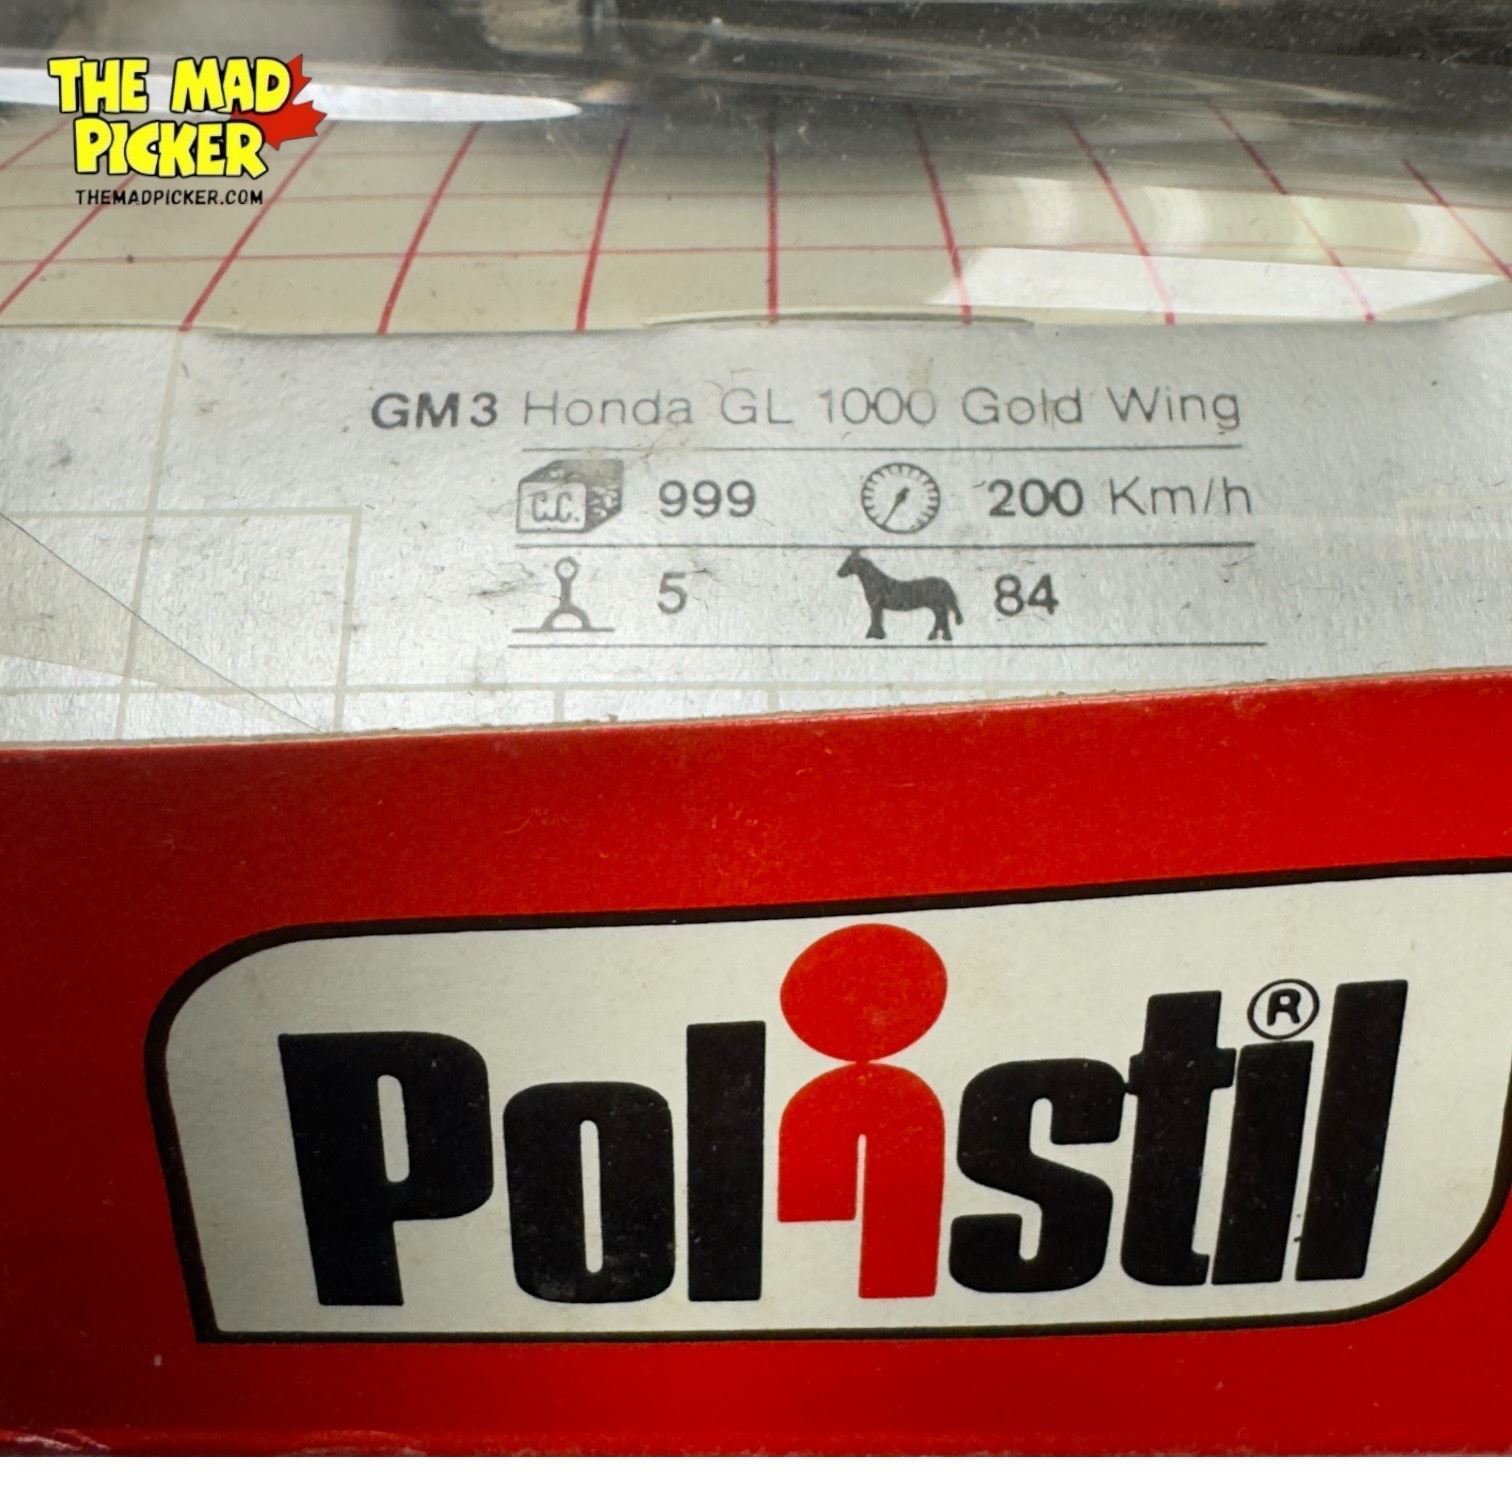 THE MAD
PICKER
THEMADPICKER.COM
GM3 Honda GL 1000 Gold Wing
C.C. 999 200 Km/h
5 84
Polistil®